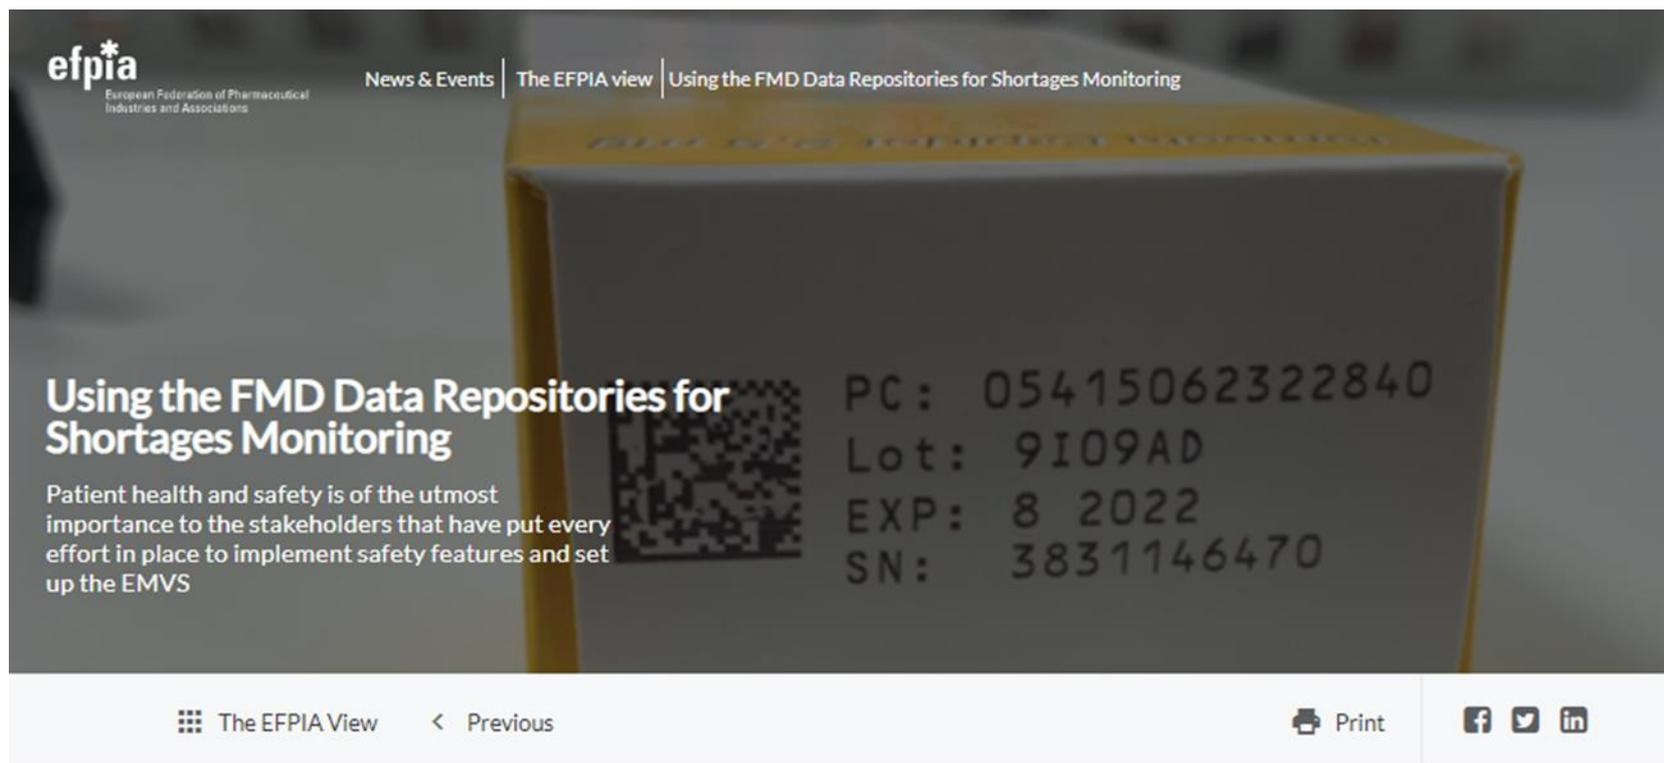 efpia
European Federation of Pharmaceutical
Industries and Associations
News & Events | The EFPIA view | Using the FMD Data Repositories for Shortages Monitoring
Using the FMD Data Repositories for
Shortages Monitoring
Patient health and safety is of the utmost
importance to the stakeholders that have put every
effort in place to implement safety features and set
up the EMVS
PC: 05415062322840
Lot: 9I09AD
EXP: 8 2022
SN: 3831146470
The EFPIA View < Previous
Print